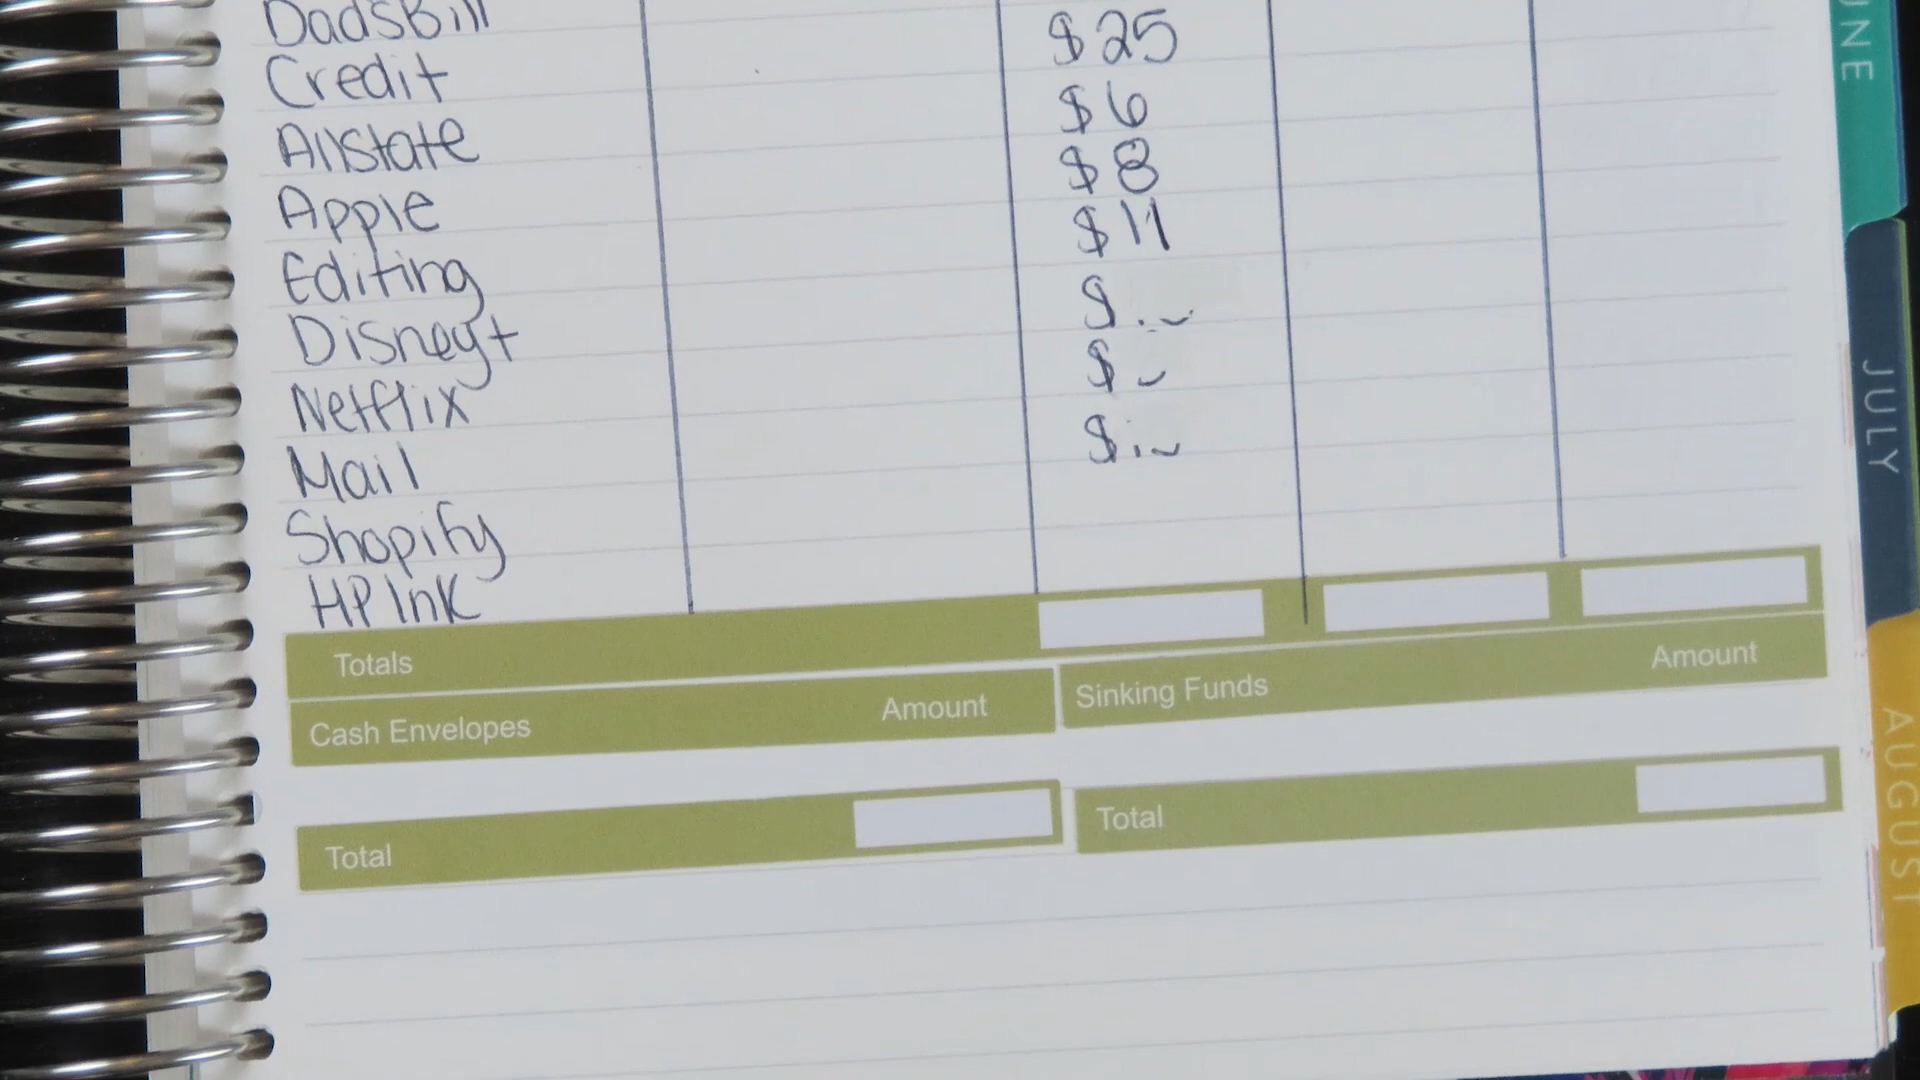 DadsBill
Credit $25
Allstate $6
Apple $8
Editing $11
Disney+ $
Netflix $
Mail $
Shopify
HP Ink
Totals
Cash Envelopes Amount
Sinking Funds Amount
Total
Total
UNE
JULY
AUGUST